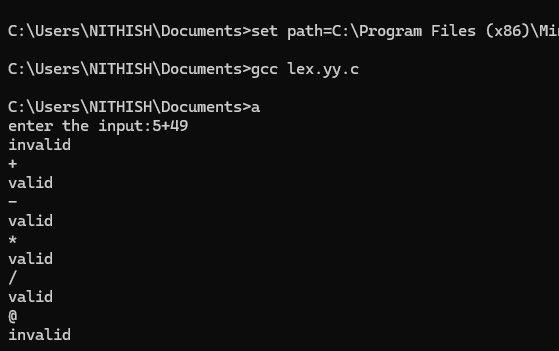 C:\Users\NITHISH\Documents>set path=C:\Program Files (x86)\Mi
C:\Users\NITHISH\Documents>gcc lex.yy.c
C:\Users\NITHISH\Documents>a
enter the input:5+49
invalid
+
valid
-
valid
*
valid
/
valid
@
invalid